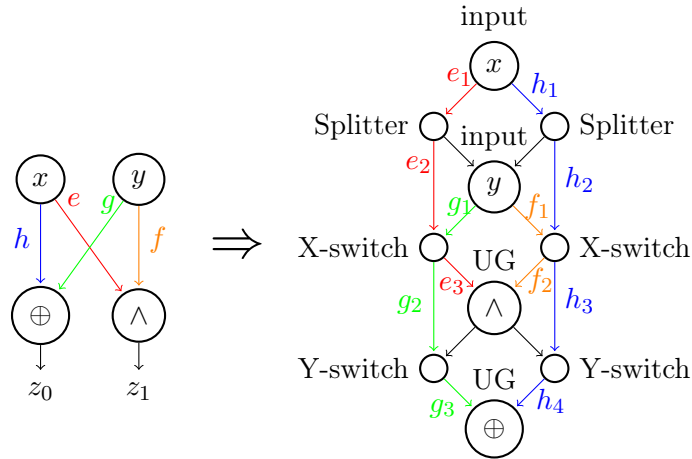 x y
e g
h f
⊕ ∧
z₀ z₁
⇒
input
x
e₁ h₁
Splitter input Splitter
e₂ y h₂
g₁ f₁
X-switch UG X-switch
e₃ f₂
g₂ ∧ h₃
Y-switch UG Y-switch
g₃ h₄
⊕